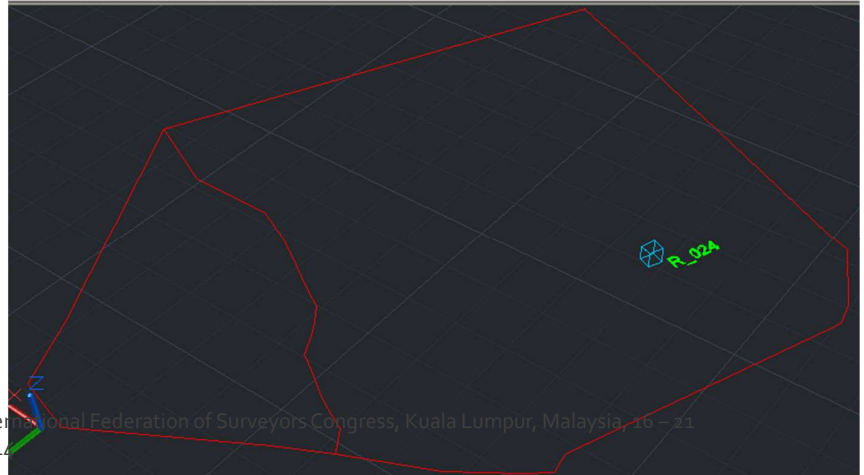 R_024
Z
X
ernational Federation of Surveyors Congress, Kuala Lumpur, Malaysia, 16 – 21